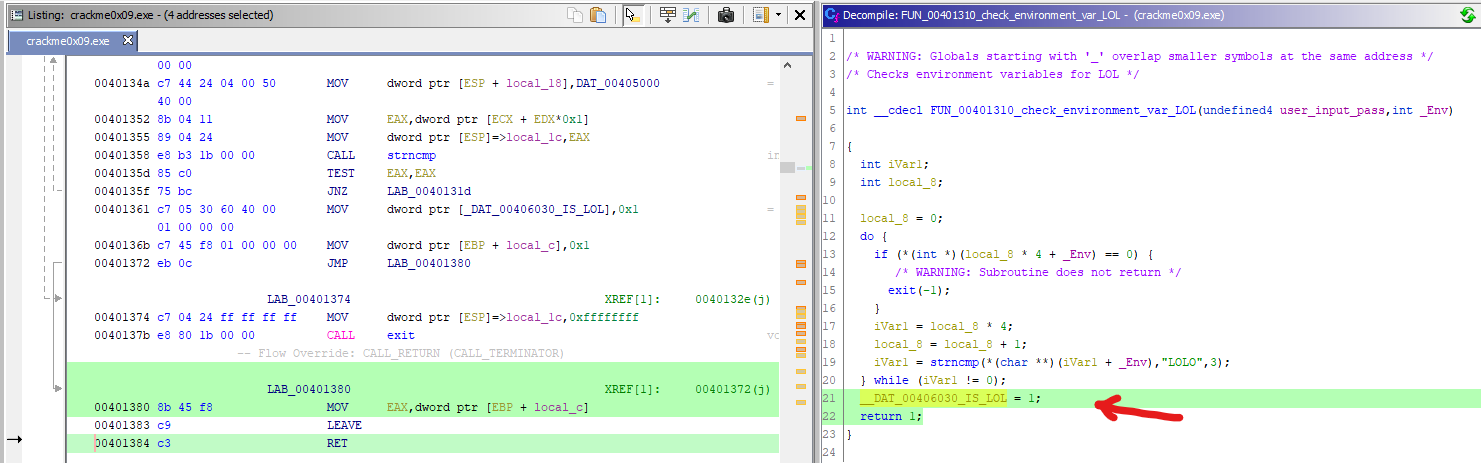 Listing: crackme0x09.exe - (4 addresses selected)
crackme0x09.exe
00 00
0040134a c7 44 24 04 00 50 MOV dword ptr [ESP + local_18],DAT_00405000 =
40 00
00401352 8b 04 11 MOV EAX,dword ptr [ECX + EDX*0x1]
00401355 89 04 24 MOV dword ptr [ESP]=>local_1c,EAX
00401358 e8 b3 1b 00 00 CALL strncmp in
0040135d 85 c0 TEST EAX,EAX
0040135f 75 bc JNZ LAB_0040131d
00401361 c7 05 30 60 40 00 MOV dword ptr [_DAT_00406030_IS_LOL],0x1 =
01 00 00 00
0040136b c7 45 f8 01 00 00 00 MOV dword ptr [EBP + local_c],0x1
00401372 eb 0c JMP LAB_00401380
LAB_00401374 XREF[1]: 0040132e(j)
00401374 c7 04 24 ff ff ff ff MOV dword ptr [ESP]=>local_1c,0xffffffff
0040137b e8 80 1b 00 00 CALL exit vo
-- Flow Override: CALL_RETURN (CALL_TERMINATOR)
LAB_00401380 XREF[1]: 00401372(j)
00401380 8b 45 f8 MOV EAX,dword ptr [EBP + local_c]
00401383 c9 LEAVE
00401384 c3 RET
Decompile: FUN_00401310_check_environment_var_LOL - (crackme0x09.exe)
1
2 /* WARNING: Globals starting with '_' overlap smaller symbols at the same address */
3 /* Checks environment variables for LOL */
4
5 int __cdecl FUN_00401310_check_environment_var_LOL(undefined4 user_input_pass,int _Env)
6
7 {
8 int iVar1;
9 int local_8;
10
11 local_8 = 0;
12 do {
13 if (*(int *)(local_8 * 4 + _Env) == 0) {
14 /* WARNING: Subroutine does not return */
15 exit(-1);
16 }
17 iVar1 = local_8 * 4;
18 local_8 = local_8 + 1;
19 iVar1 = strncmp(*(char **)(iVar1 + _Env),"LOLO",3);
20 } while (iVar1 != 0);
21 __DAT_00406030_IS_LOL = 1;
22 return 1;
23 }
24